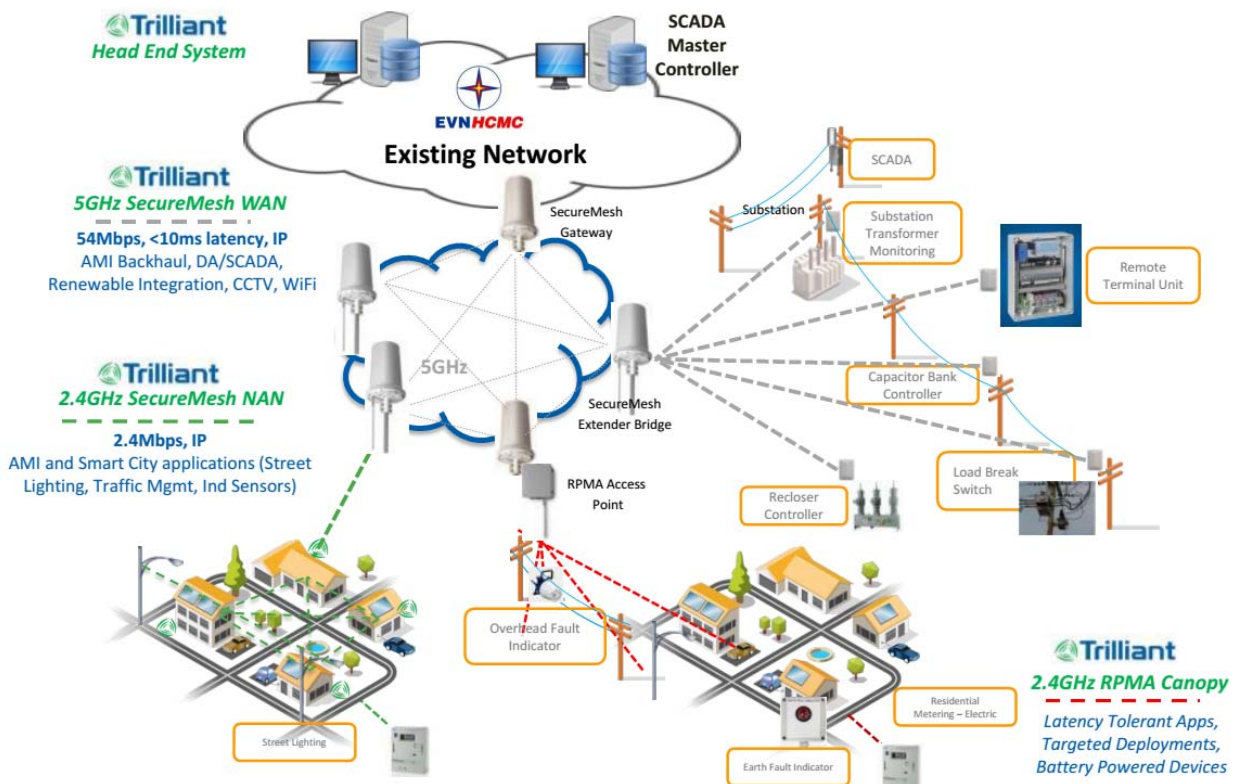 Trilliant
Head End System
SCADA
Master
Controller
EVNHCMC
Existing Network
Trilliant
5GHz SecureMesh WAN
54Mbps, <10ms latency, IP
AMI Backhaul, DA/SCADA,
Renewable Integration, CCTV, WiFi
SecureMesh
Gateway
SCADA
Substation
Substation
Transformer
Monitoring
Remote
Terminal Unit
5GHz
Trilliant
2.4GHz SecureMesh NAN
2.4Mbps, IP
AMI and Smart City applications (Street
Lighting, Traffic Mgmt, Ind Sensors)
SecureMesh
Extender Bridge
Capacitor Bank
Controller
RPMA Access
Point
Load Break
Switch
Recloser
Controller
Overhead Fault
Indicator
Street Lighting
Residential
Metering – Electric
Earth Fault Indicator
Trilliant
2.4GHz RPMA Canopy
Latency Tolerant Apps,
Targeted Deployments,
Battery Powered Devices